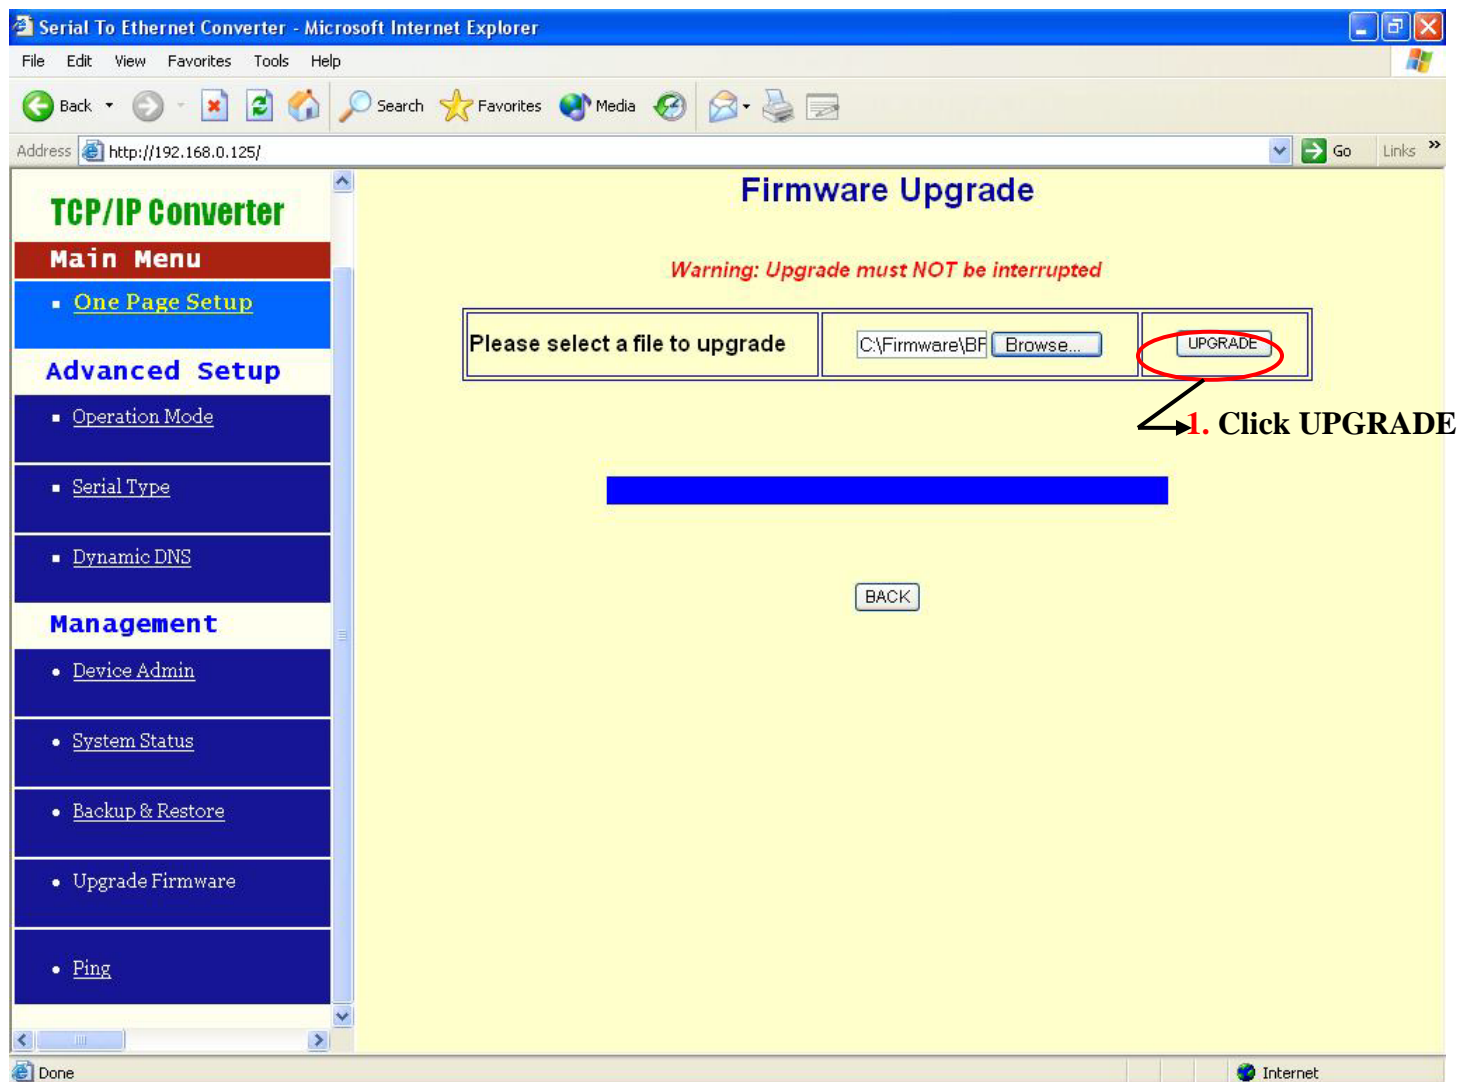 Serial To Ethernet Converter - Microsoft Internet Explorer
File Edit View Favorites Tools Help
Back Search Favorites Media
Address http://192.168.0.125/ Go Links »
TCP/IP Converter
Main Menu
One Page Setup
Advanced Setup
Operation Mode
Serial Type
Dynamic DNS
Management
Device Admin
System Status
Backup & Restore
Upgrade Firmware
Ping
Firmware Upgrade
Warning: Upgrade must NOT be interrupted
Please select a file to upgrade C:\Firmware\BF Browse... UPGRADE
1. Click UPGRADE
BACK
Done Internet